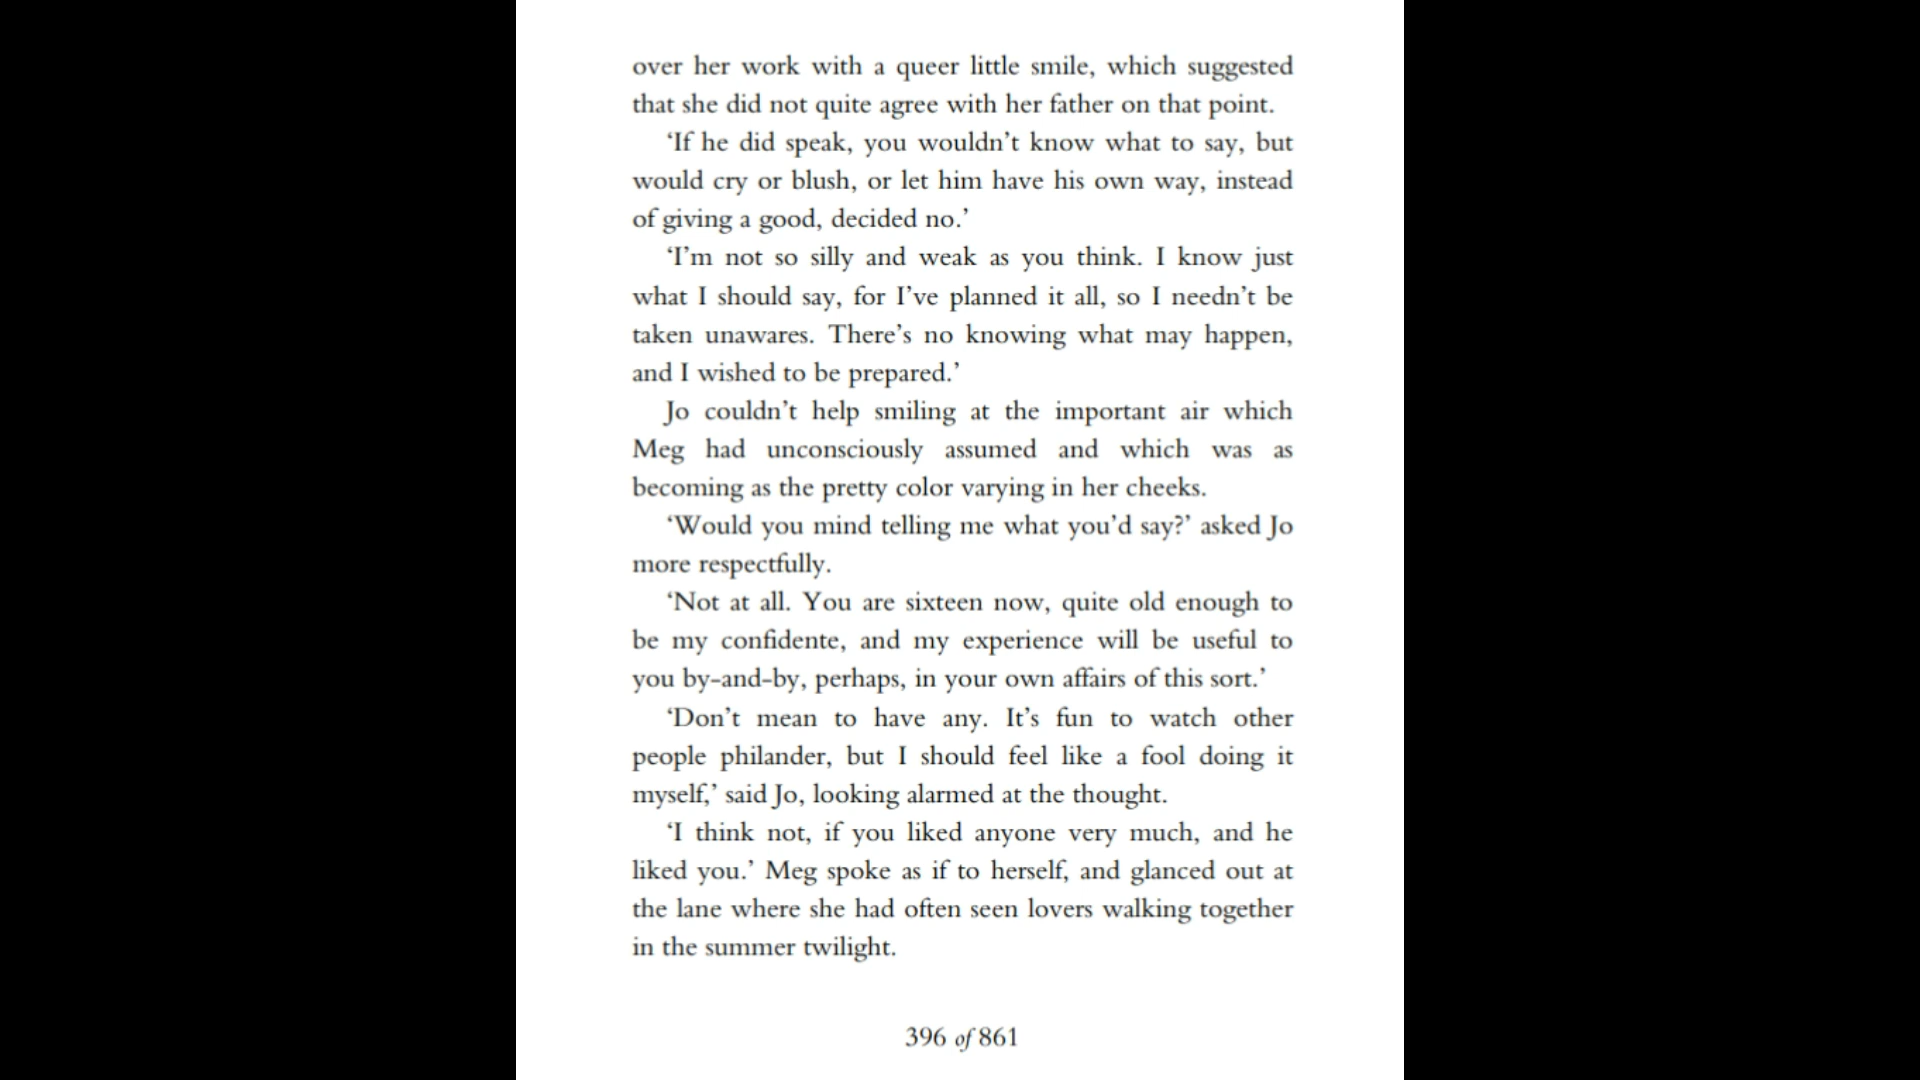 over her work with a queer little smile, which suggested
that she did not quite agree with her father on that point.
‘If he did speak, you wouldn’t know what to say, but
would cry or blush, or let him have his own way, instead
of giving a good, decided no.’
‘I’m not so silly and weak as you think. I know just
what I should say, for I’ve planned it all, so I needn’t be
taken unawares. There’s no knowing what may happen,
and I wished to be prepared.’
Jo couldn’t help smiling at the important air which
Meg had unconsciously assumed and which was as
becoming as the pretty color varying in her cheeks.
‘Would you mind telling me what you’d say?’ asked Jo
more respectfully.
‘Not at all. You are sixteen now, quite old enough to
be my confidente, and my experience will be useful to
you by-and-by, perhaps, in your own affairs of this sort.’
‘Don’t mean to have any. It’s fun to watch other
people philander, but I should feel like a fool doing it
myself,’ said Jo, looking alarmed at the thought.
‘I think not, if you liked anyone very much, and he
liked you.’ Meg spoke as if to herself, and glanced out at
the lane where she had often seen lovers walking together
in the summer twilight.
396 of 861